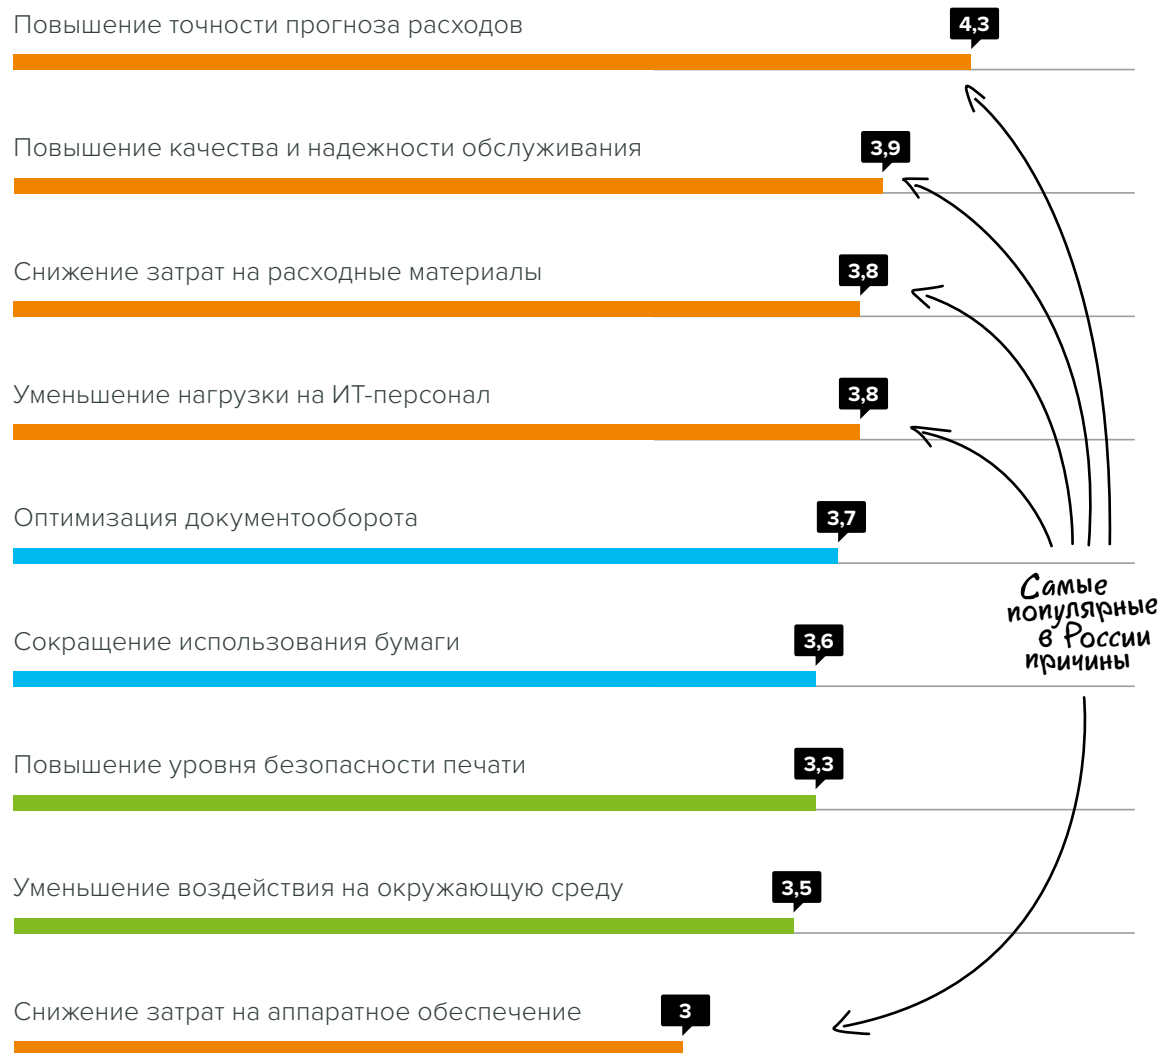 Повышение точности прогноза расходов
4,3
Повышение качества и надежности обслуживания
3,9
Снижение затрат на расходные материалы
3,8
Уменьшение нагрузки на ИТ-персонал
3,8
Оптимизация документооборота
3,7
Самые
популярные
в России
причины
Сокращение использования бумаги
3,6
Повышение уровня безопасности печати
3,3
Уменьшение воздействия на окружающую среду
3,5
Снижение затрат на аппаратное обеспечение
3